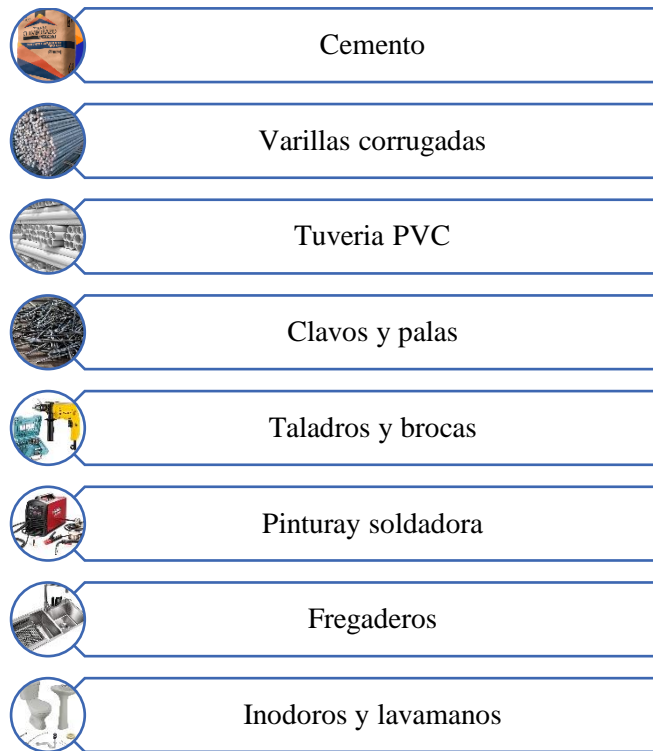 Cemento
Varillas corrugadas
Tuveria PVC
Clavos y palas
Taladros y brocas
Pinturay soldadora
Fregaderos
Inodoros y lavamanos